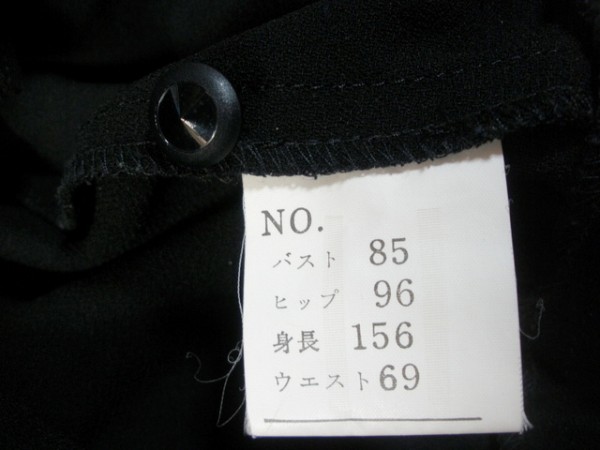 NO.
バスト 85
ヒップ 96
身長 156
ウエスト 69